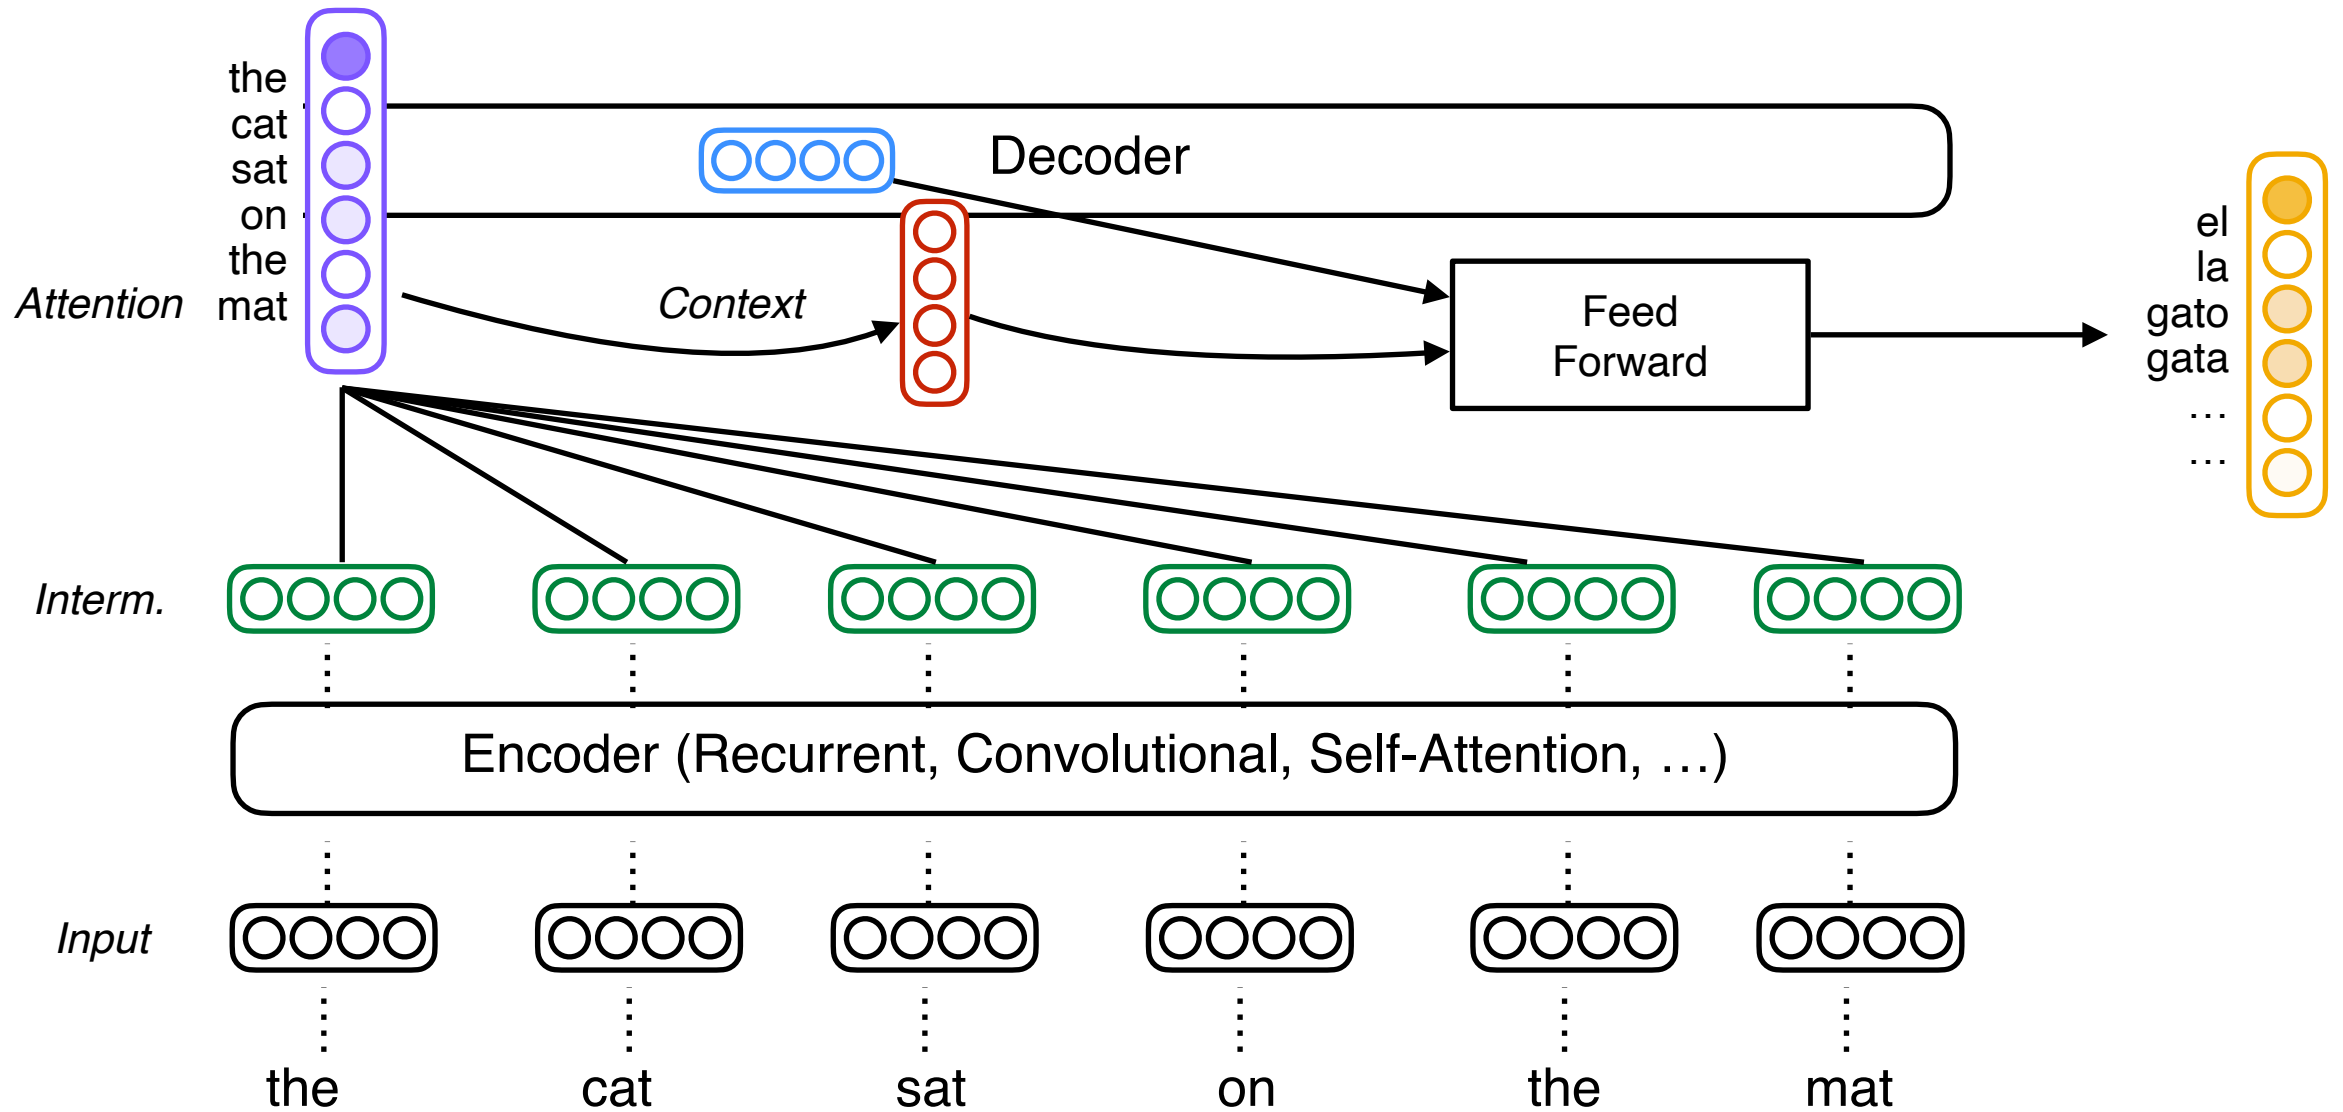 the
cat
sat
on
the
mat
Attention
Decoder
Context
Feed
Forward
el
la
gato
gata
…
…
Interm.
Encoder (Recurrent, Convolutional, Self-Attention, …)
Input
the cat sat on the mat